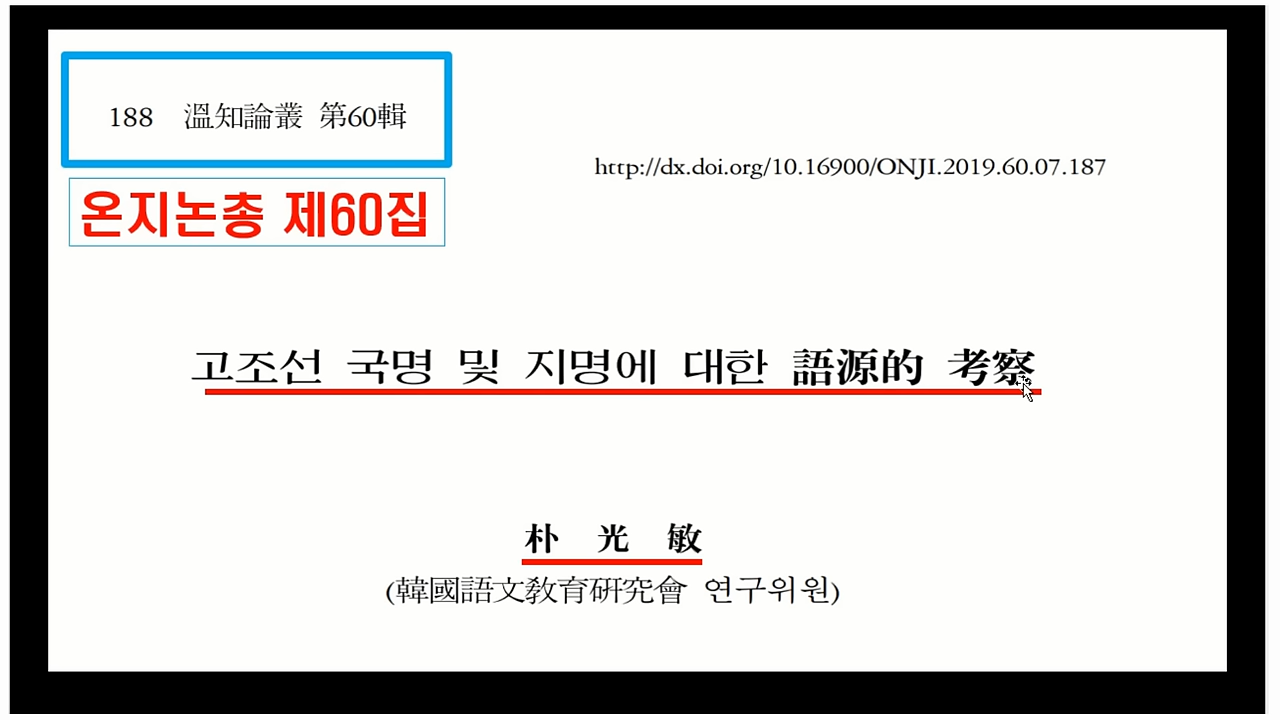 188 溫知論叢 第60輯
http://dx.doi.org/10.16900/ONJI.2019.60.07.187
온지논총 제60집
고조선 국명 및 지명에 대한 語源的 考察
朴 光 敏
(韓國語文敎育硏究會 연구위원)